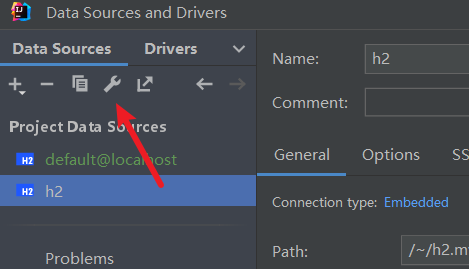 Data Sources and Drivers
Data Sources Drivers
Project Data Sources
H2 default@localhost
H2 h2
Problems
Name: h2
Comment:
General Options SS
Connection type: Embedded
Path: /~/h2.m